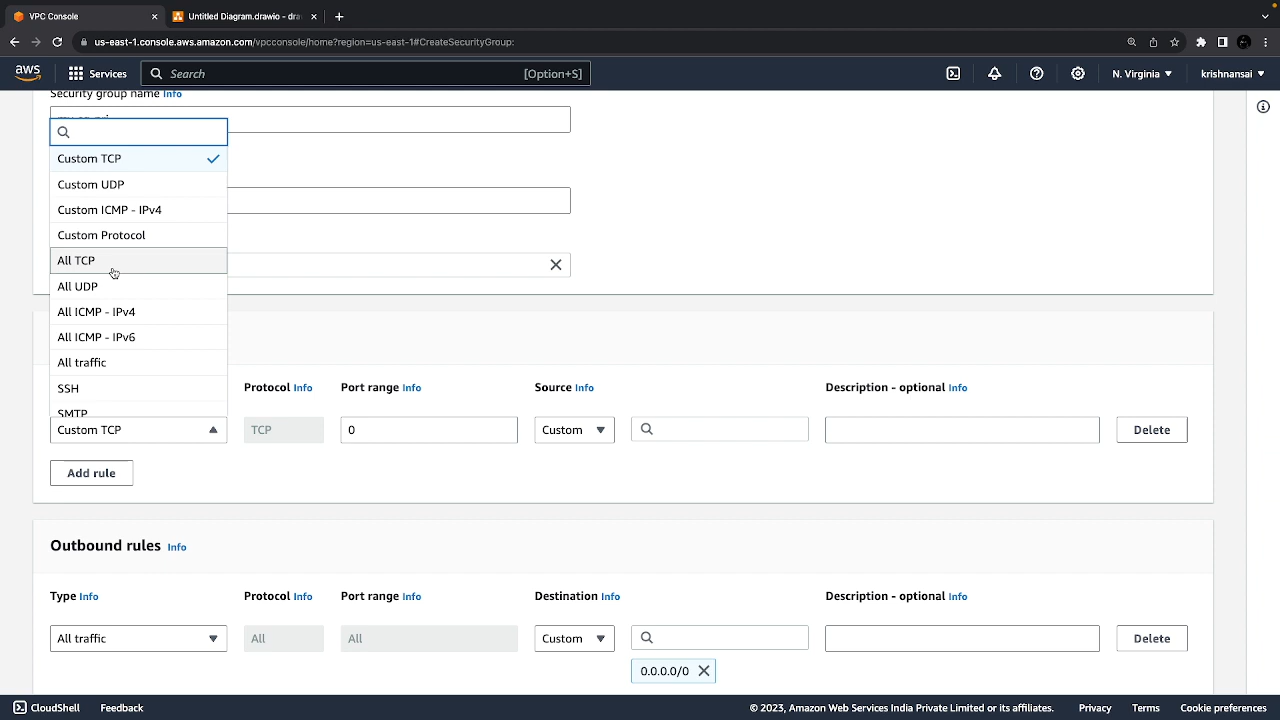 VPC Console
Untitled Diagram.drawio - dra
us-east-1.console.aws.amazon.com/vpcconsole/home?region=us-east-1#CreateSecurityGroup:
aws
Services
Search
[Option+S]
N. Virginia
krishnansai
Security group name Info
Custom TCP
Custom UDP
Custom ICMP - IPv4
Custom Protocol
All TCP
All UDP
All ICMP - IPv4
All ICMP - IPv6
All traffic
SSH
SMTP
Protocol Info
Port range Info
Source Info
Description - optional Info
Custom TCP
TCP
0
Custom
Delete
Add rule
Outbound rules Info
Type Info
Protocol Info
Port range Info
Destination Info
Description - optional Info
All traffic
All
All
Custom
Delete
0.0.0.0/0
CloudShell
Feedback
© 2023, Amazon Web Services India Private Limited or its affiliates.
Privacy
Terms
Cookie preferences